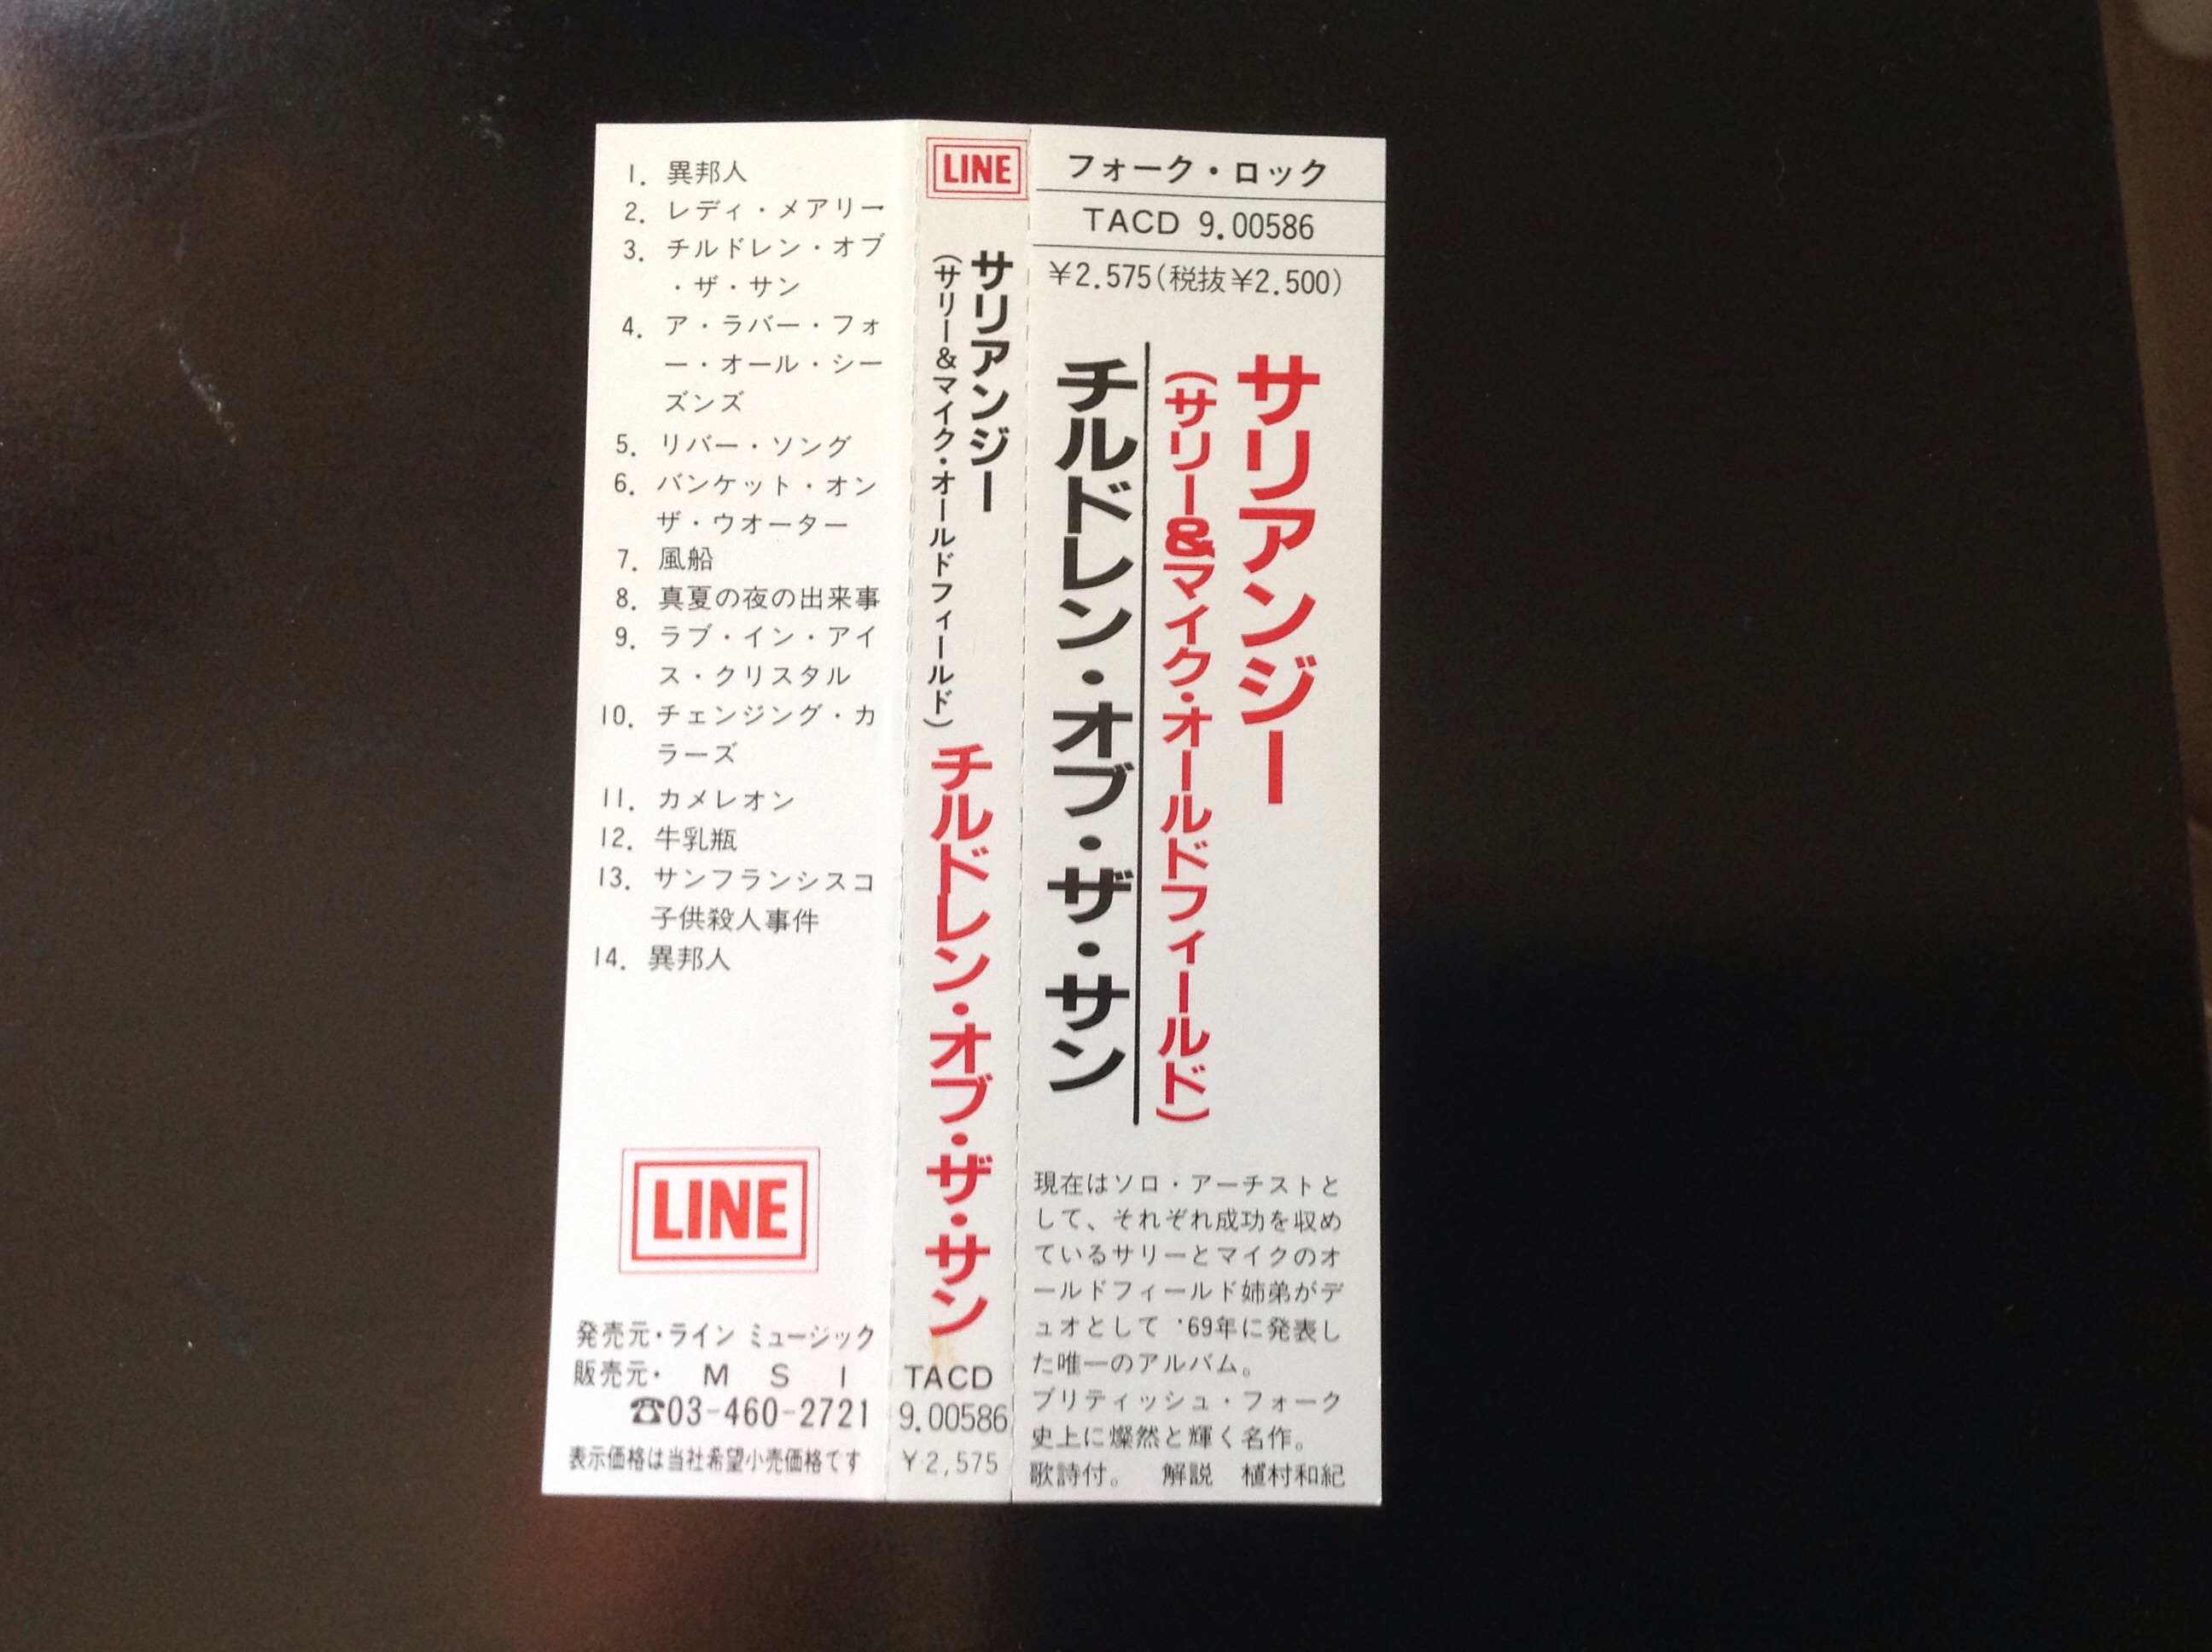 1. 異邦人
2. レディ・メアリー
3. チルドレン・オブ
・ザ・サン
4. ア・ラバー・フォ
ー・オール・シー
ズンズ
5. リバー・ソング
6. バンケット・オン
ザ・ウオーター
7. 風船
8. 真夏の夜の出来事
9. ラブ・イン・アイ
ス・クリスタル
10. チェンジング・カ
ラーズ
11. カメレオン
12. 牛乳瓶
13. サンフランシスコ
子供殺人事件
14. 異邦人
LINE
発売元・ライン ミュージック
販売元・ M S I
☎03-460-2721
表示価格は当社希望小売価格てす
LINE
サリアンジー
(サリー&マイク・オールドフィールド)
チルドレン・オブ・ザ・サン
TACD
9.00586
¥2,575
フォーク・ロック
TACD 9.00586
¥2.575(税抜¥2.500)
サリアンジー
(サリー&マイク・オールドフィールド)
チルドレン・オブ・ザ・サン
現在はソロ・アーチストと
して、それぞれ成功を収め
ているサリーとマイクのオ
ールドフィールド姉弟がデ
ュオとして '69年に発表し
た唯一のアルバム。
ブリティッシュ・フォーク
史上に燦然と輝く名作。
歌詩付。 解説 植村和紀